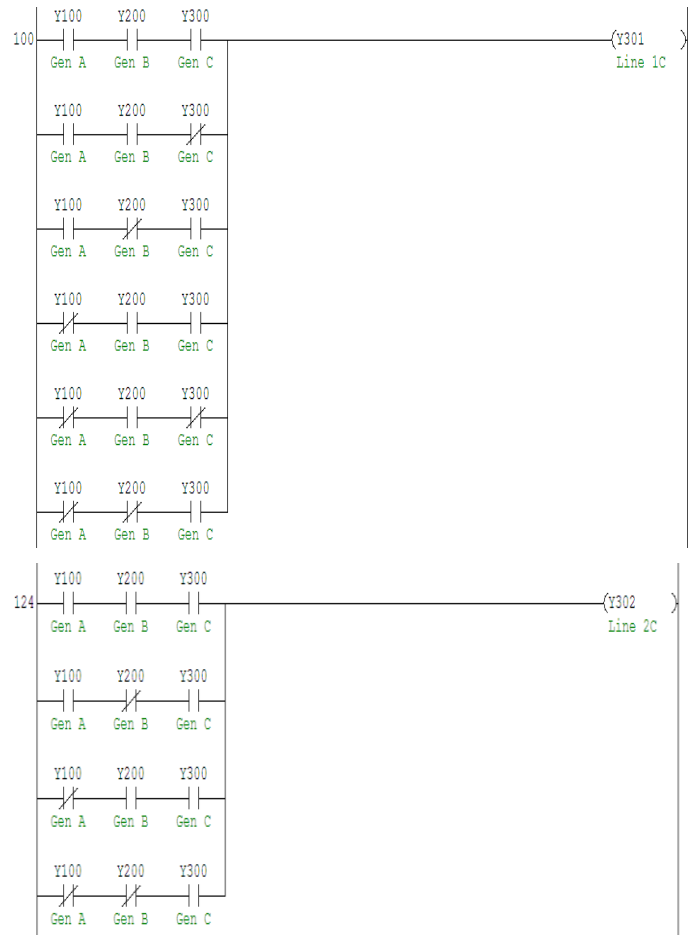 Y100 Y200 Y300
100 (Y301 )
Gen A Gen B Gen C Line 1C
Y100 Y200 Y300
Gen A Gen B Gen C
Y100 Y200 Y300
Gen A Gen B Gen C
Y100 Y200 Y300
Gen A Gen B Gen C
Y100 Y200 Y300
Gen A Gen B Gen C
Y100 Y200 Y300
Gen A Gen B Gen C
Y100 Y200 Y300
124 (Y302 )
Gen A Gen B Gen C Line 2C
Y100 Y200 Y300
Gen A Gen B Gen C
Y100 Y200 Y300
Gen A Gen B Gen C
Y100 Y200 Y300
Gen A Gen B Gen C